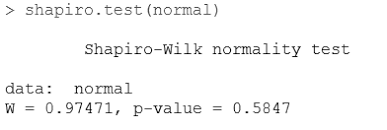 > shapiro.test(normal)
Shapiro-Wilk normality test
data: normal
W = 0.97471, p-value = 0.5847